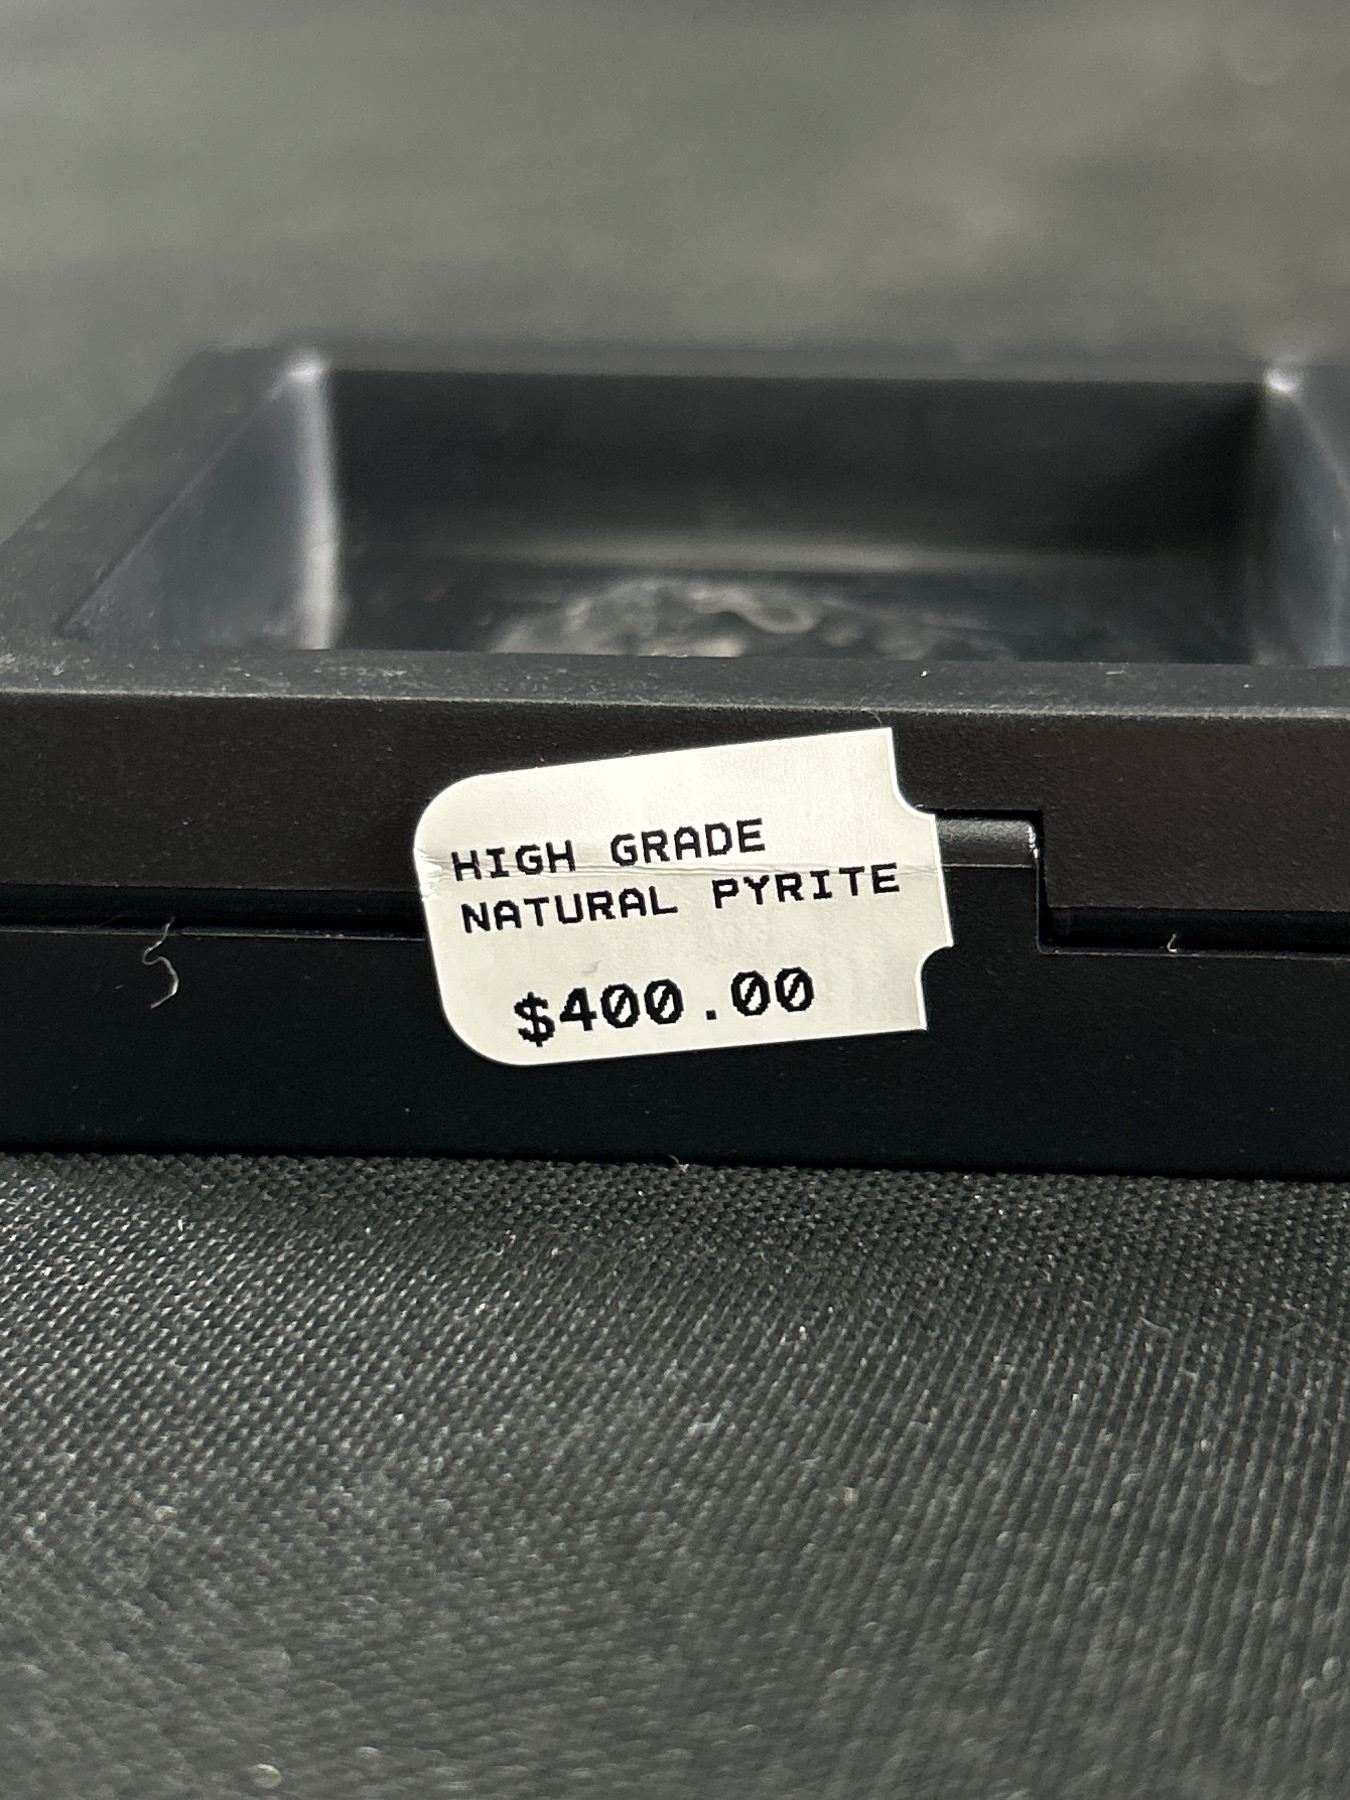 HIGH GRADE
NATURAL PYRITE
$400.00